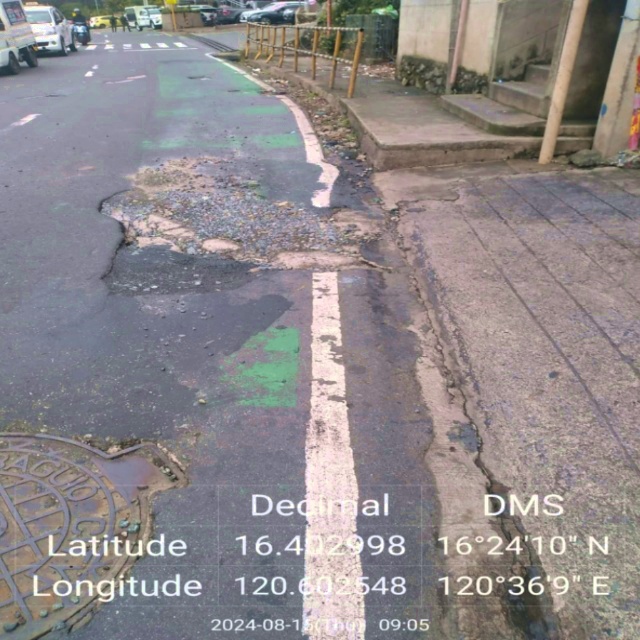 Decimal DMS
Latitude 16.402998 16°24'10" N
Longitude 120.602548 120°36'9" E
2024-08-15(Thu) 09:05